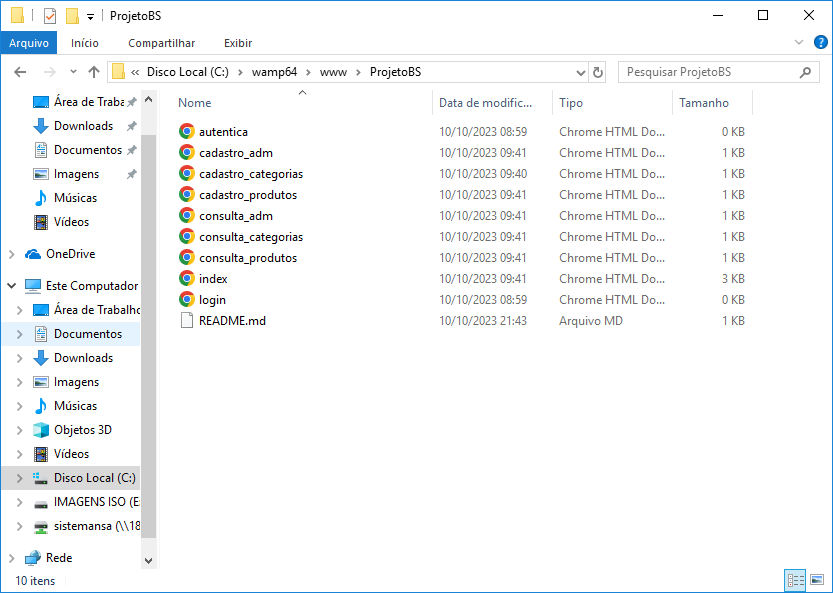 ProjetoBS
Arquivo Início Compartilhar Exibir
« Disco Local (C:) › wamp64 › www › ProjetoBS
Pesquisar ProjetoBS
Área de Traba
Downloads
Documentos
Imagens
Músicas
Vídeos
OneDrive
Este Computador
Área de Trabalho
Documentos
Downloads
Imagens
Músicas
Objetos 3D
Vídeos
Disco Local (C:)
IMAGENS ISO (E
sistemansa (\\18
Rede
Nome Data de modific... Tipo Tamanho
autentica 10/10/2023 08:59 Chrome HTML Do... 0 KB
cadastro_adm 10/10/2023 09:41 Chrome HTML Do... 1 KB
cadastro_categorias 10/10/2023 09:40 Chrome HTML Do... 1 KB
cadastro_produtos 10/10/2023 09:41 Chrome HTML Do... 1 KB
consulta_adm 10/10/2023 09:41 Chrome HTML Do... 1 KB
consulta_categorias 10/10/2023 09:41 Chrome HTML Do... 1 KB
consulta_produtos 10/10/2023 09:41 Chrome HTML Do... 1 KB
index 10/10/2023 09:41 Chrome HTML Do... 3 KB
login 10/10/2023 08:59 Chrome HTML Do... 0 KB
README.md 10/10/2023 21:43 Arquivo MD 1 KB
10 itens